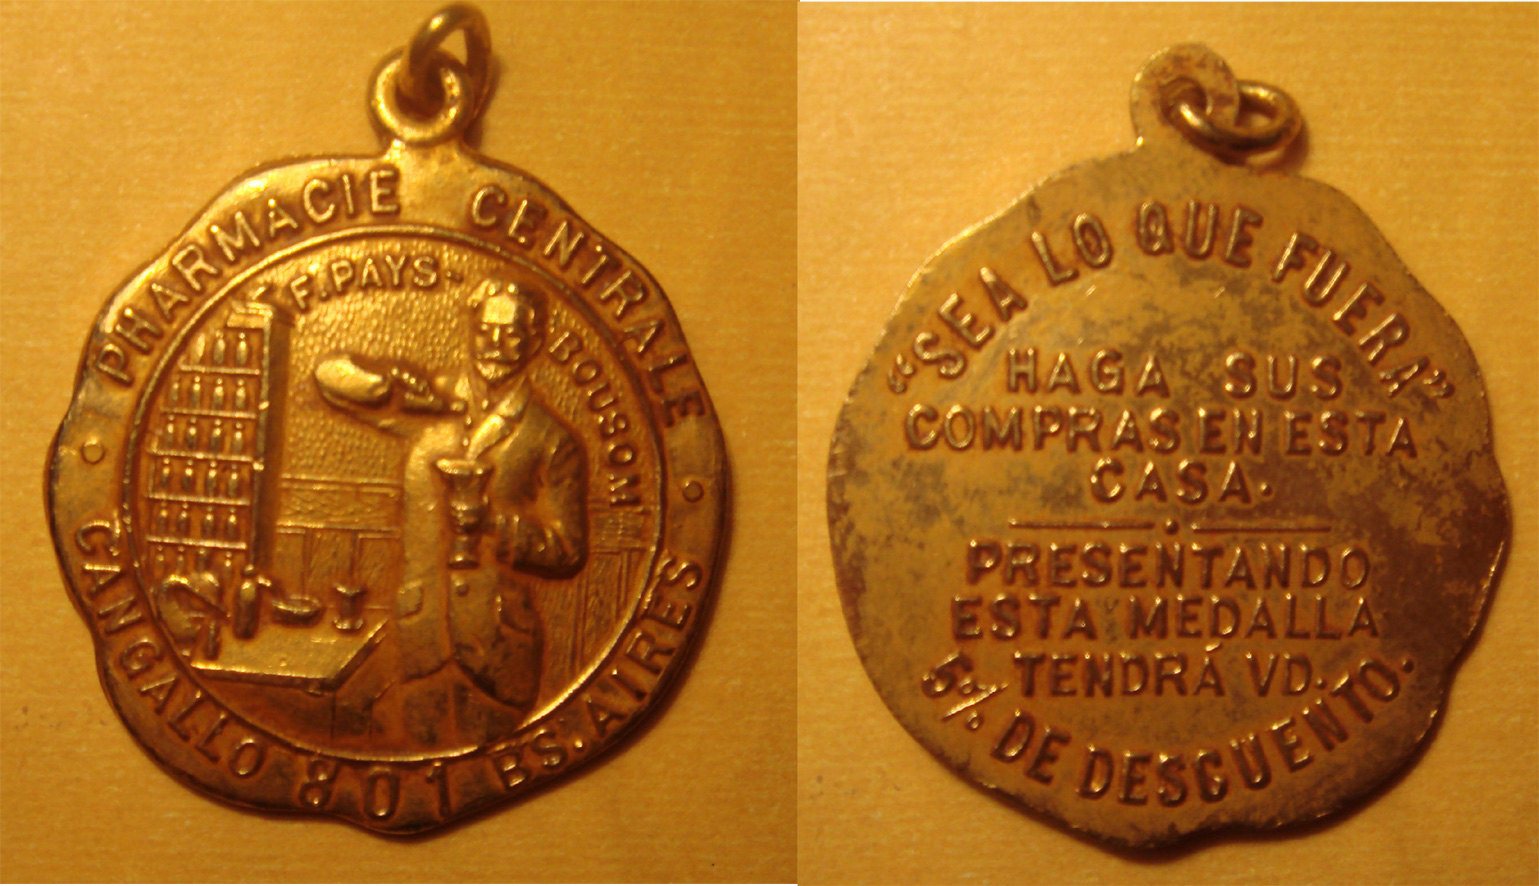 PHARMACIE CENTRALE
F. PAYS-
BOUSOM
CANGALLO 801 BS. AIRES
"SEA LO QUE FUERA"
HAGA SUS
COMPRAS EN ESTA
CASA.
PRESENTANDO
ESTA MEDALLA
TENDRÁ VD.
5% DE DESCUENTO.